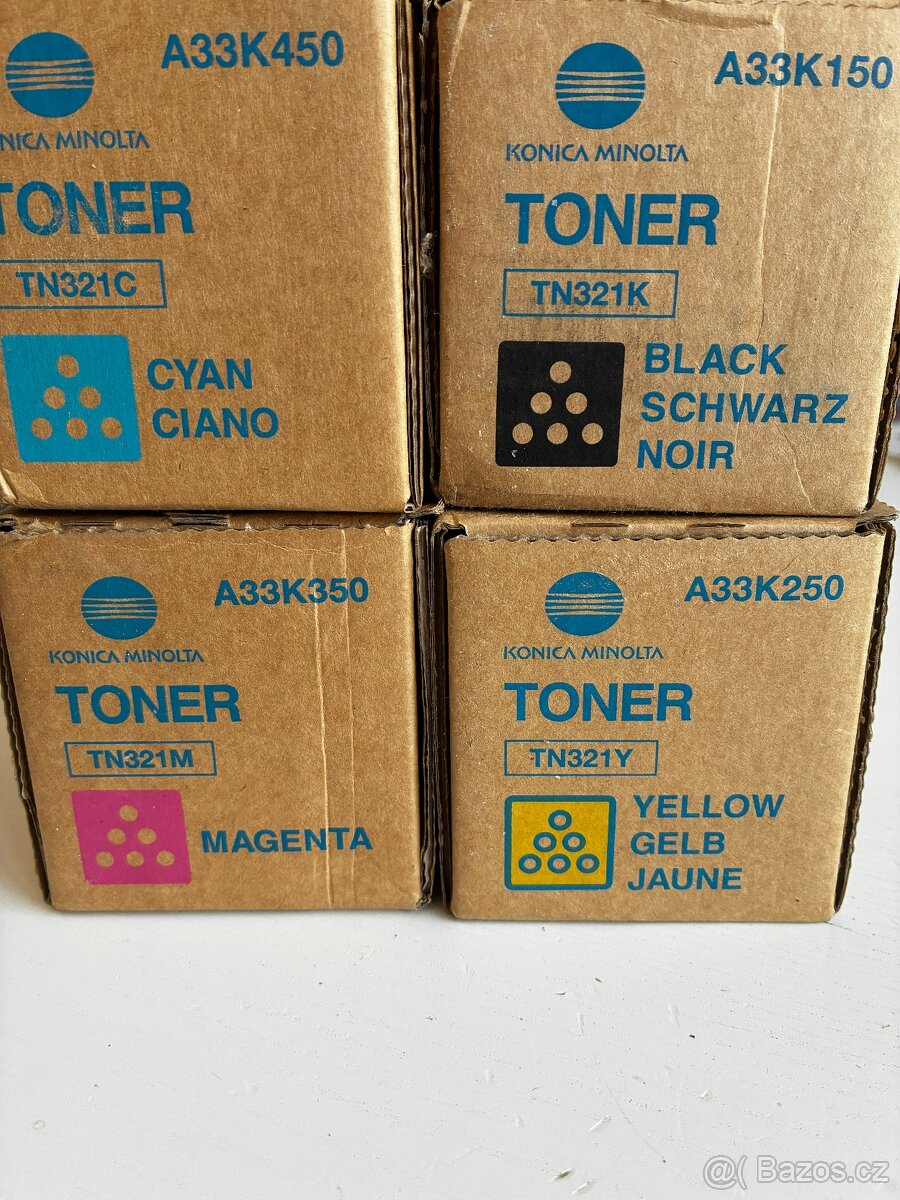 A33K450
NICA MINOLTA
TONER
TN321C
CYAN
CIANO
A33K150
KONICA MINOLTA
TONER
TN321K
BLACK
SCHWARZ
NOIR
A33K350
KONICA MINOLTA
TONER
TN321M
MAGENTA
A33K250
KONICA MINOLTA
TONER
TN321Y
YELLOW
GELB
JAUNE
@( Bazos.cz